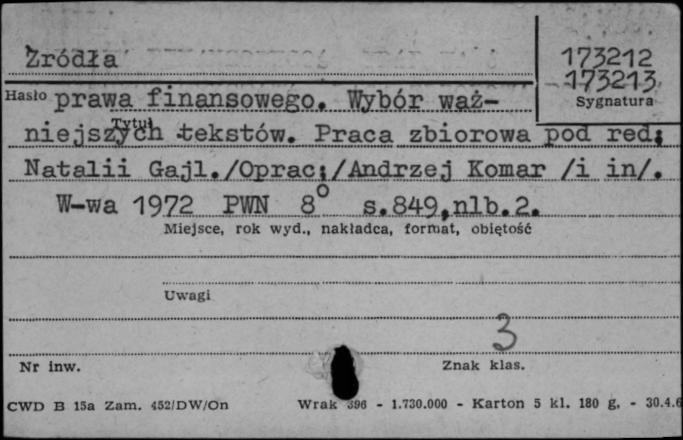 Źródła
173212
173213
Sygnatura
Hasło
prawa finansowego. Wybór waż-
Tytuł
niejszych tekstów. Praca zbiorowa pod red.
Natalii Gajl./Oprac:/Andrzej Komar /i in/.
W-wa 1972 PWN 8° s.849,nlb.2.
Miejsce, rok wyd., nakładca, format, objętość
Uwagi
3
Nr inw.
Znak klas.
CWD B 15a Zam. 452/DW/On
Wrak 396 - 1.730.000 - Karton 5 kl. 180 g. - 30.4.6